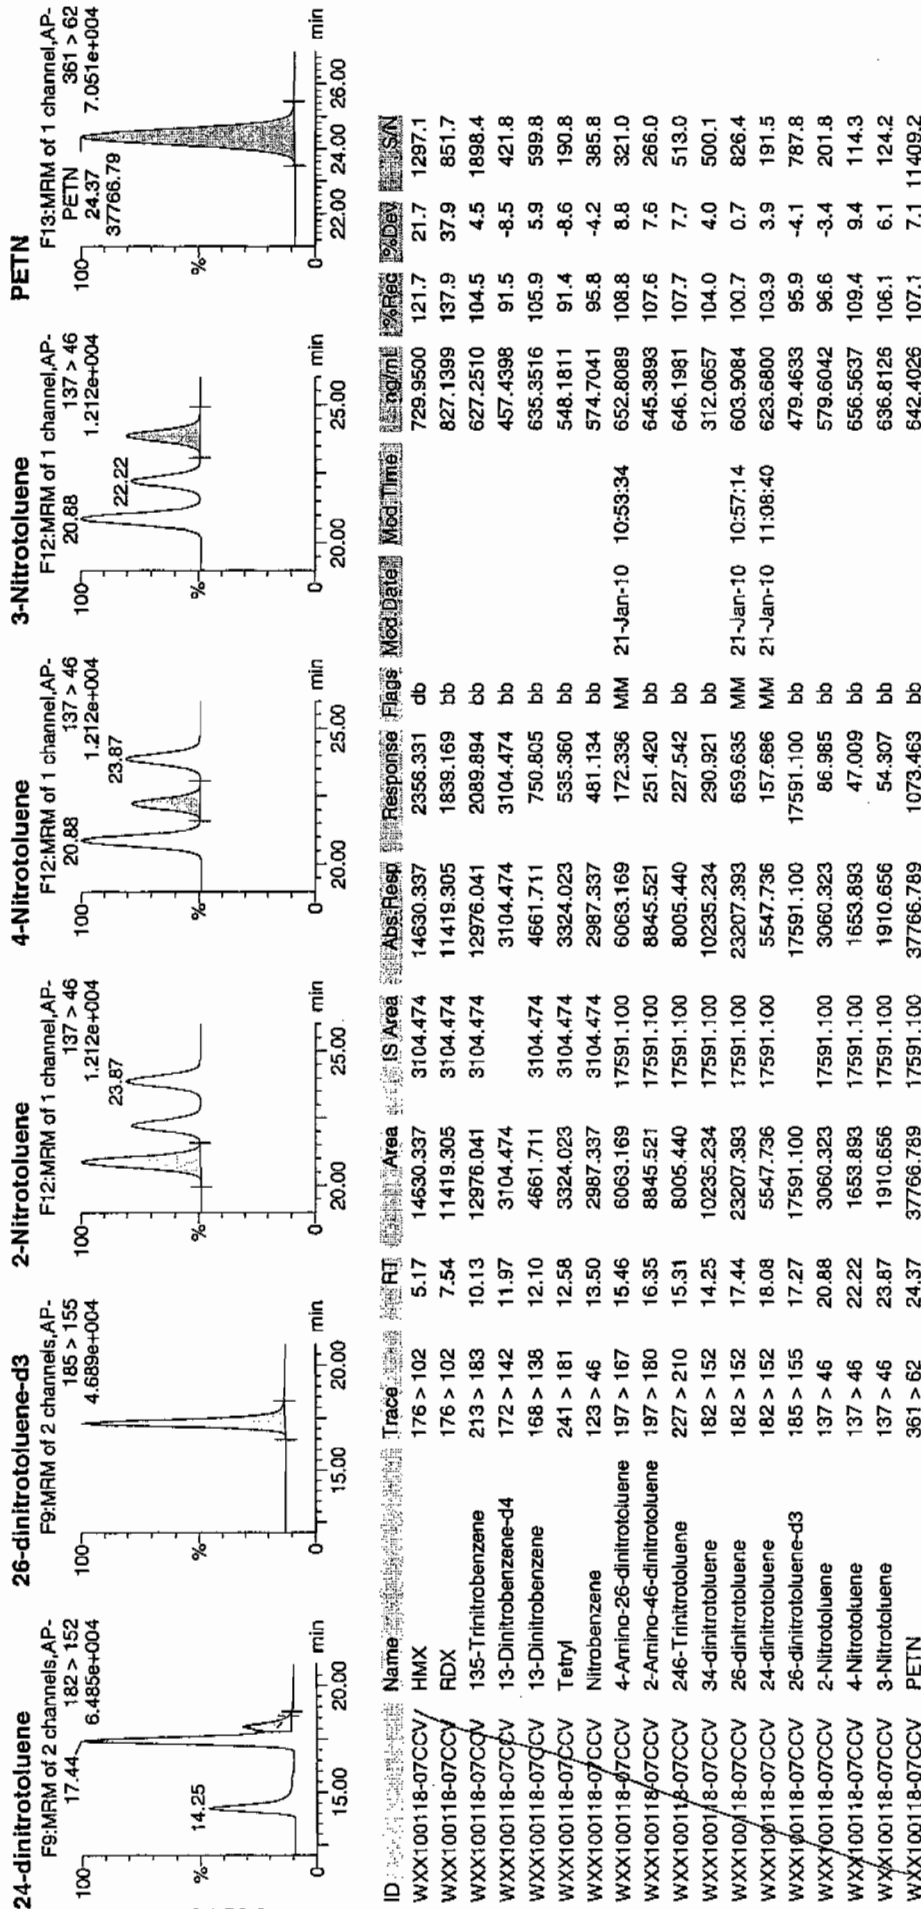 24-dinitrotoluene
F9:MRM of 2 channels,AP-
182 > 152
6.485e+004
100
17.44
14.25
%
0
15.00 20.00 min
26-dinitrotoluene-d3
F9:MRM of 2 channels,AP-
185 > 155
4.689e+004
100
%
0
15.00 20.00 min
2-Nitrotoluene
F12:MRM of 1 channel,AP-
137 > 46
1.212e+004
100
23.87
%
0
20.00 25.00 min
4-Nitrotoluene
F12:MRM of 1 channel,AP-
137 > 46
1.212e+004
100
20.88
23.87
%
0
20.00 25.00 min
3-Nitrotoluene
F12:MRM of 1 channel,AP-
137 > 46
1.212e+004
100
20.88
22.22
%
0
20.00 25.00 min
PETN
F13:MRM of 1 channel,AP-
361 > 62
7.051e+004
100
PETN
24.37
37766.79
%
0
22.00 24.00 26.00 min
ID Name Trace RT Area IS Area Abs.Resp Response Flags Mod.Date Mod.Time ng/mL %Rec %Dev S/N
WXX100118-07CCV HMX 176 > 102 5.17 14630.337 3104.474 14630.337 2356.331 db 729.9500 121.7 21.7 1297.1
WXX100118-07CCV RDX 176 > 102 7.54 11419.305 3104.474 11419.305 1839.169 bb 827.1399 137.9 37.9 851.7
WXX100118-07CCV 135-Trinitrobenzene 213 > 183 10.13 12976.041 3104.474 12976.041 2089.894 bb 627.2510 104.5 4.5 1898.4
WXX100118-07CCV 13-Dinitrobenzene-d4 172 > 142 11.97 3104.474 3104.474 3104.474 bb 457.4398 91.5 -8.5 421.8
WXX100118-07CCV 13-Dinitrobenzene 168 > 138 12.10 4661.711 3104.474 4661.711 750.805 bb 635.3516 105.9 5.9 599.8
WXX100118-07CCV Tetryl 241 > 181 12.58 3324.023 3104.474 3324.023 535.360 bb 548.1811 91.4 -8.6 190.8
WXX100118-07CCV Nitrobenzene 123 > 46 13.50 2987.337 3104.474 2987.337 481.134 bb 574.7041 95.8 -4.2 385.8
WXX100118-07CCV 4-Amino-26-dinitrotoluene 197 > 167 15.46 6063.169 17591.100 6063.169 172.336 MM 21-Jan-10 10:53:34 652.8089 108.8 8.8 321.0
WXX100118-07CCV 2-Amino-46-dinitrotoluene 197 > 180 16.35 8845.521 17591.100 8845.521 251.420 bb 645.3893 107.6 7.6 266.0
WXX100118-07CCV 246-Trinitrotoluene 227 > 210 15.31 8005.440 17591.100 8005.440 227.542 bb 646.1981 107.7 7.7 513.0
WXX100118-07CCV 34-dinitrotoluene 182 > 152 14.25 10235.234 17591.100 10235.234 290.921 bb 312.0657 104.0 4.0 500.1
WXX100118-07CCV 26-dinitrotoluene 182 > 152 17.44 23207.393 17591.100 23207.393 659.635 MM 21-Jan-10 10:57:14 603.9084 100.7 0.7 826.4
WXX100118-07CCV 24-dinitrotoluene 182 > 152 18.08 5547.736 17591.100 5547.736 157.686 MM 21-Jan-10 11:08:40 623.6800 103.9 3.9 191.5
WXX100118-07CCV 26-dinitrotoluene-d3 185 > 155 17.27 17591.100 17591.100 17591.100 bb 479.4633 95.9 -4.1 787.8
WXX100118-07CCV 2-Nitrotoluene 137 > 46 20.88 3060.323 17591.100 3060.323 86.985 bb 579.6042 96.6 -3.4 201.8
WXX100118-07CCV 4-Nitrotoluene 137 > 46 22.22 1653.893 17591.100 1653.893 47.009 bb 656.5637 109.4 9.4 114.3
WXX100118-07CCV 3-Nitrotoluene 137 > 46 23.87 1910.656 17591.100 1910.656 54.307 bb 636.8126 106.1 6.1 124.2
WXX100118-07CCV PETN 361 > 62 24.37 37766.789 17591.100 37766.789 1073.463 bb 642.4026 107.1 7.1 11409.2